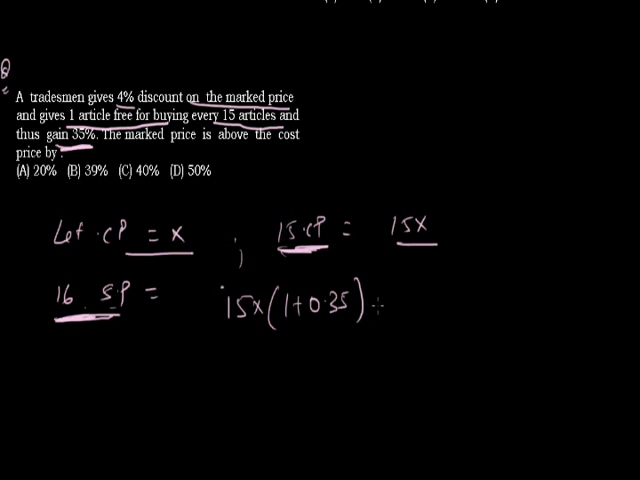 Q
A tradesmen gives 4% discount on the marked price
and gives 1 article free for buying every 15 articles and
thus gain 35%. The marked price is above the cost
price by :
(A) 20% (B) 39% (C) 40% (D) 50%
Let CP = x ; 15 CP = 15x
16 S.P = 15x(1+0.35)